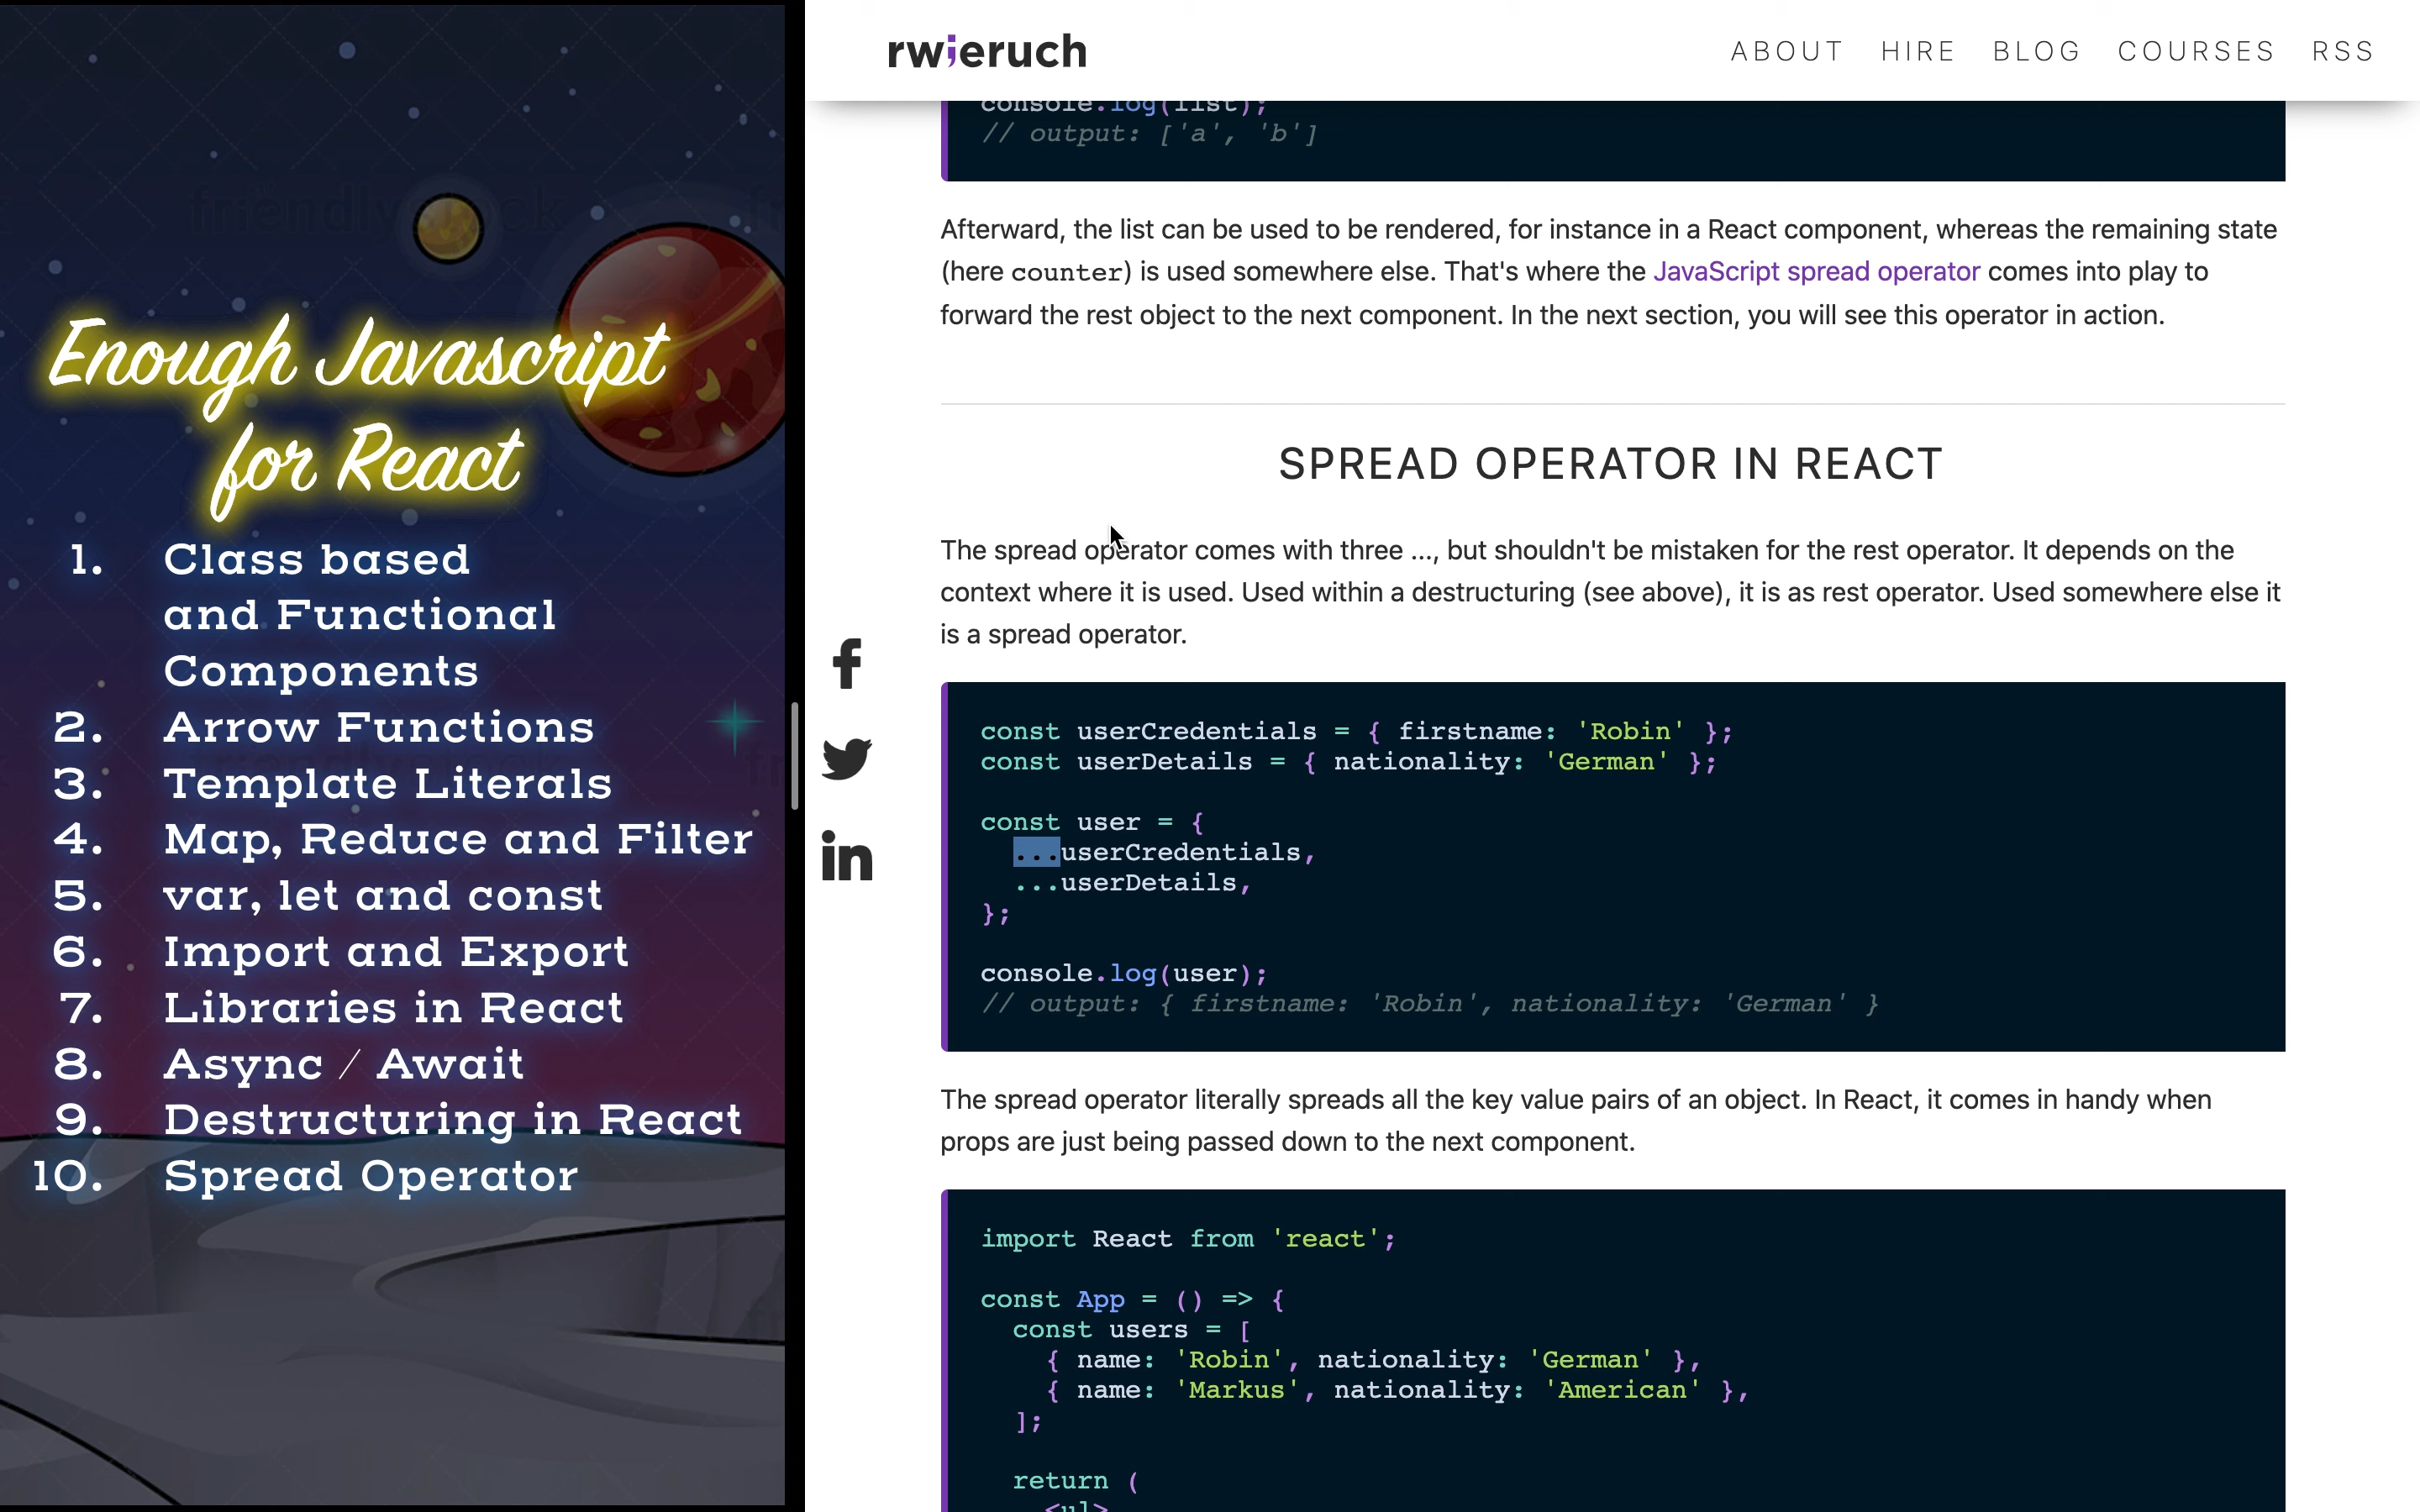 Enough Javascript
for React
1. Class based
and Functional
Components
2. Arrow Functions
3. Template Literals
4. Map, Reduce and Filter
5. var, let and const
6. Import and Export
7. Libraries in React
8. Async / Await
9. Destructuring in React
10. Spread Operator
rwieruch
ABOUT HIRE BLOG COURSES RSS
console.log(list);
// output: ['a', 'b']
Afterward, the list can be used to be rendered, for instance in a React component, whereas the remaining state
(here counter) is used somewhere else. That's where the JavaScript spread operator comes into play to
forward the rest object to the next component. In the next section, you will see this operator in action.
SPREAD OPERATOR IN REACT
The spread operator comes with three ..., but shouldn't be mistaken for the rest operator. It depends on the
context where it is used. Used within a destructuring (see above), it is as rest operator. Used somewhere else it
is a spread operator.
const userCredentials = { firstname: 'Robin' };
const userDetails = { nationality: 'German' };
const user = {
...userCredentials,
...userDetails,
};
console.log(user);
// output: { firstname: 'Robin', nationality: 'German' }
The spread operator literally spreads all the key value pairs of an object. In React, it comes in handy when
props are just being passed down to the next component.
import React from 'react';
const App = () => {
const users = [
{ name: 'Robin', nationality: 'German' },
{ name: 'Markus', nationality: 'American' },
];
return (
<ul>